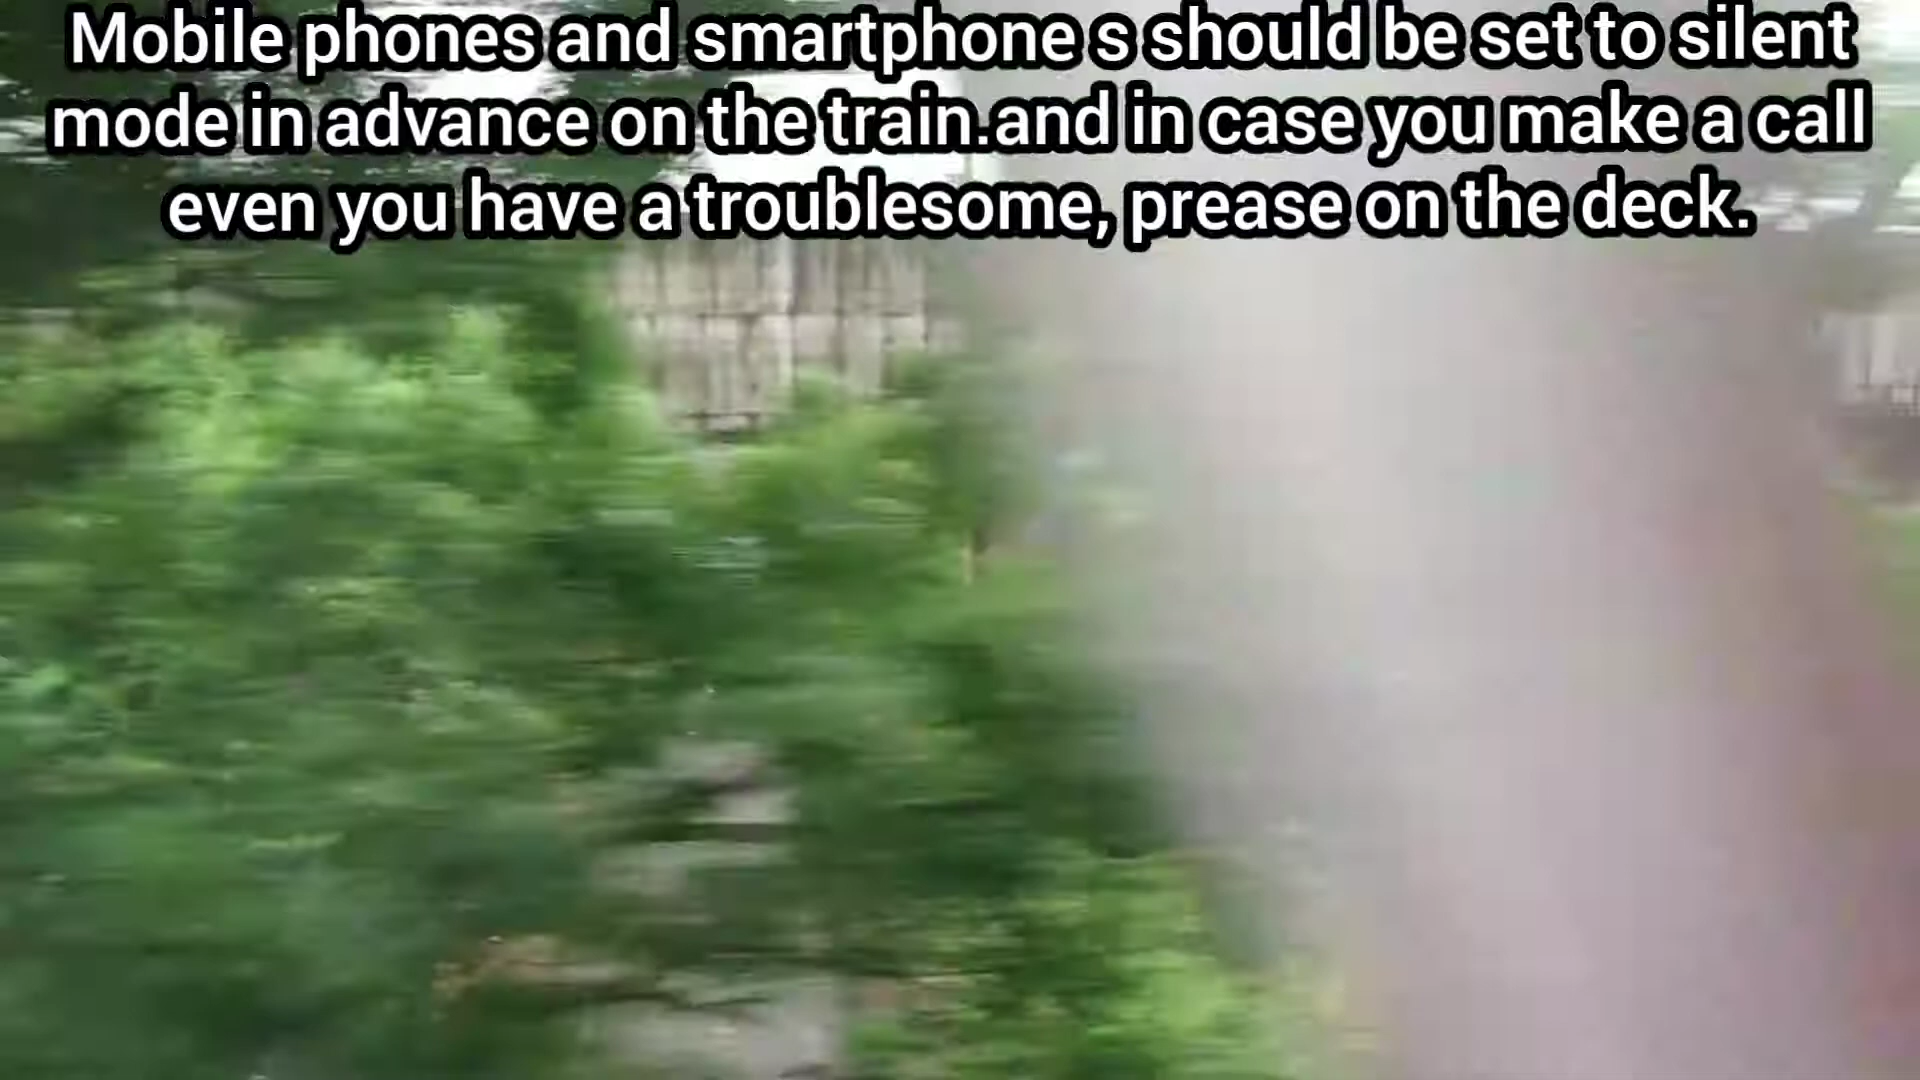 Mobile phones and smartphone s should be set to silent
mode in advance on the train.and in case you make a call
even you have a troublesome, prease on the deck.